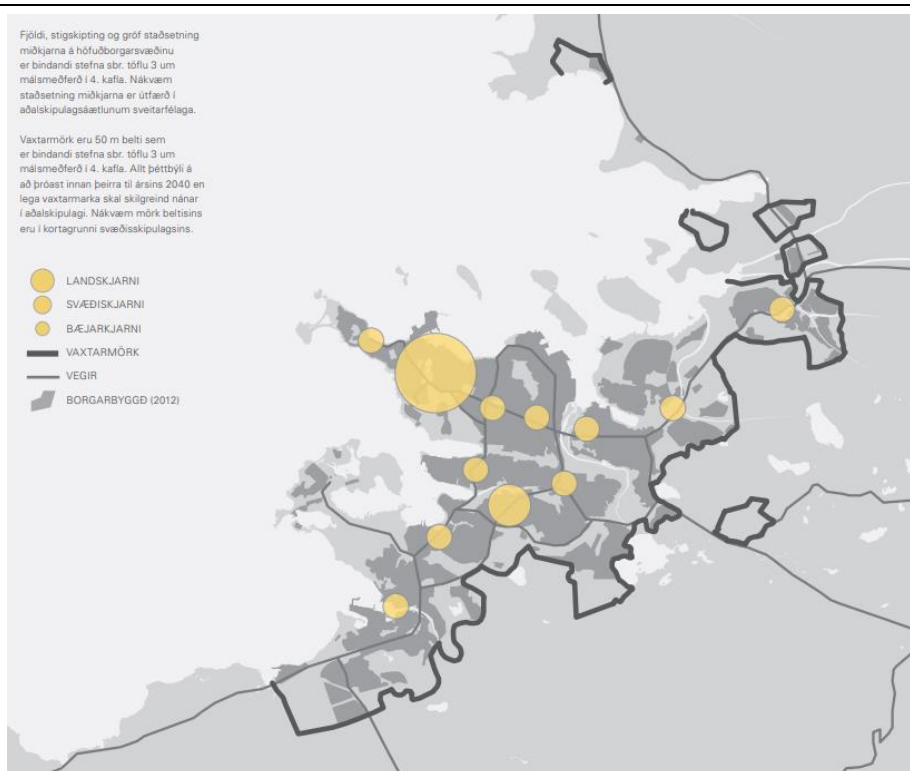 Fjöldi, stigskipting og gróf staðsetning
miðkjarna á höfuðborgarsvæðinu
er bindandi stefna sbr. töflu 3 um
málsmeðferð í 4. kafla. Nákvæm
staðsetning miðkjarna er útfærð í
aðalskipulagsáætlunum sveitarfélaga.
Vaxtarmörk eru 50 m belti sem
er bindandi stefna sbr. töflu 3 um
málsmeðferð í 4. kafla. Allt þéttbýli á
að þróast innan þeirra til ársins 2040 en
lega vaxtarmarka skal skilgreind nánar
í aðalskipulagi. Nákvæm mörk beltisins
eru í kortagrunni svæðisskipulagsins.
LANDSKJARNI
SVÆÐISKJARNI
BÆJARKJARNI
VAXTARMÖRK
VEGIR
BORGARBYGGÐ (2012)